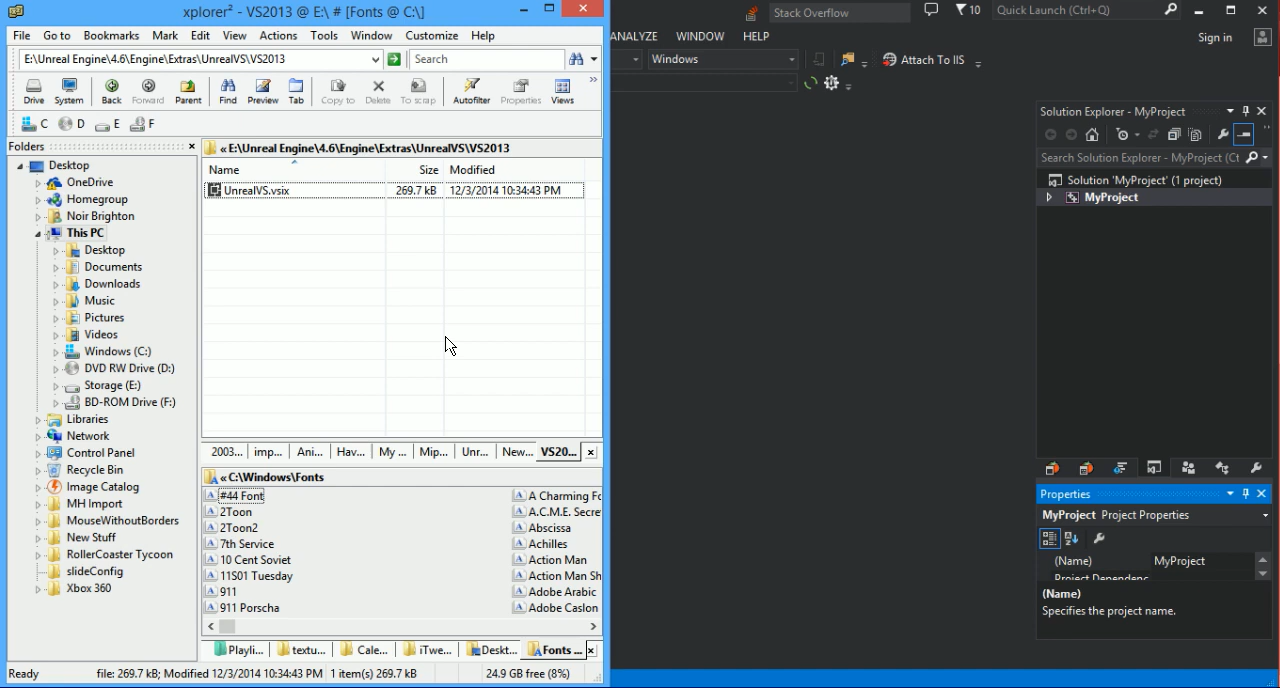 xplorer² - VS2013 @ E:\ # [Fonts @ C:\]
File Go to Bookmarks Mark Edit View Actions Tools Window Customize Help
E:\Unreal Engine\4.6\Engine\Extras\UnrealVS\VS2013 Search
Drive System Back Forward Parent Find Preview Tab Copy to Delete To scrap Autofilter Properties Views
C D E F
Folders
Desktop
OneDrive
Homegroup
Noir Brighton
This PC
Desktop
Documents
Downloads
Music
Pictures
Videos
Windows (C:)
DVD RW Drive (D:)
Storage (E:)
BD-ROM Drive (F:)
Libraries
Network
Control Panel
Recycle Bin
Image Catalog
MH Import
MouseWithoutBorders
New Stuff
RollerCoaster Tycoon
slideConfig
Xbox 360
« E:\Unreal Engine\4.6\Engine\Extras\UnrealVS\VS2013
Name Size Modified
UnrealVS.vsix 269.7 kB 12/3/2014 10:34:43 PM
2003... imp... Ani... Hav... My ... Mip... Unr... New... VS20...
« C:\Windows\Fonts
#44 Font A Charming Fo
2Toon A.C.M.E. Secre
2Toon2 Abscissa
7th Service Achilles
10 Cent Soviet Action Man
11S01 Tuesday Action Man Sh
911 Adobe Arabic
911 Porscha Adobe Caslon
Playli... textu... Cale... iTwe... Deskt... Fonts ...
Ready file: 269.7 kB; Modified 12/3/2014 10:34:43 PM 1 item(s) 269.7 kB 24.9 GB free (8%)
Stack Overflow 10 Quick Launch (Ctrl+Q)
ANALYZE WINDOW HELP Sign in
Windows Attach To IIS
Solution Explorer - MyProject
Search Solution Explorer - MyProject (Ct
Solution 'MyProject' (1 project)
MyProject
Properties
MyProject Project Properties
(Name) MyProject
Project Dependenc
(Name)
Specifies the project name.